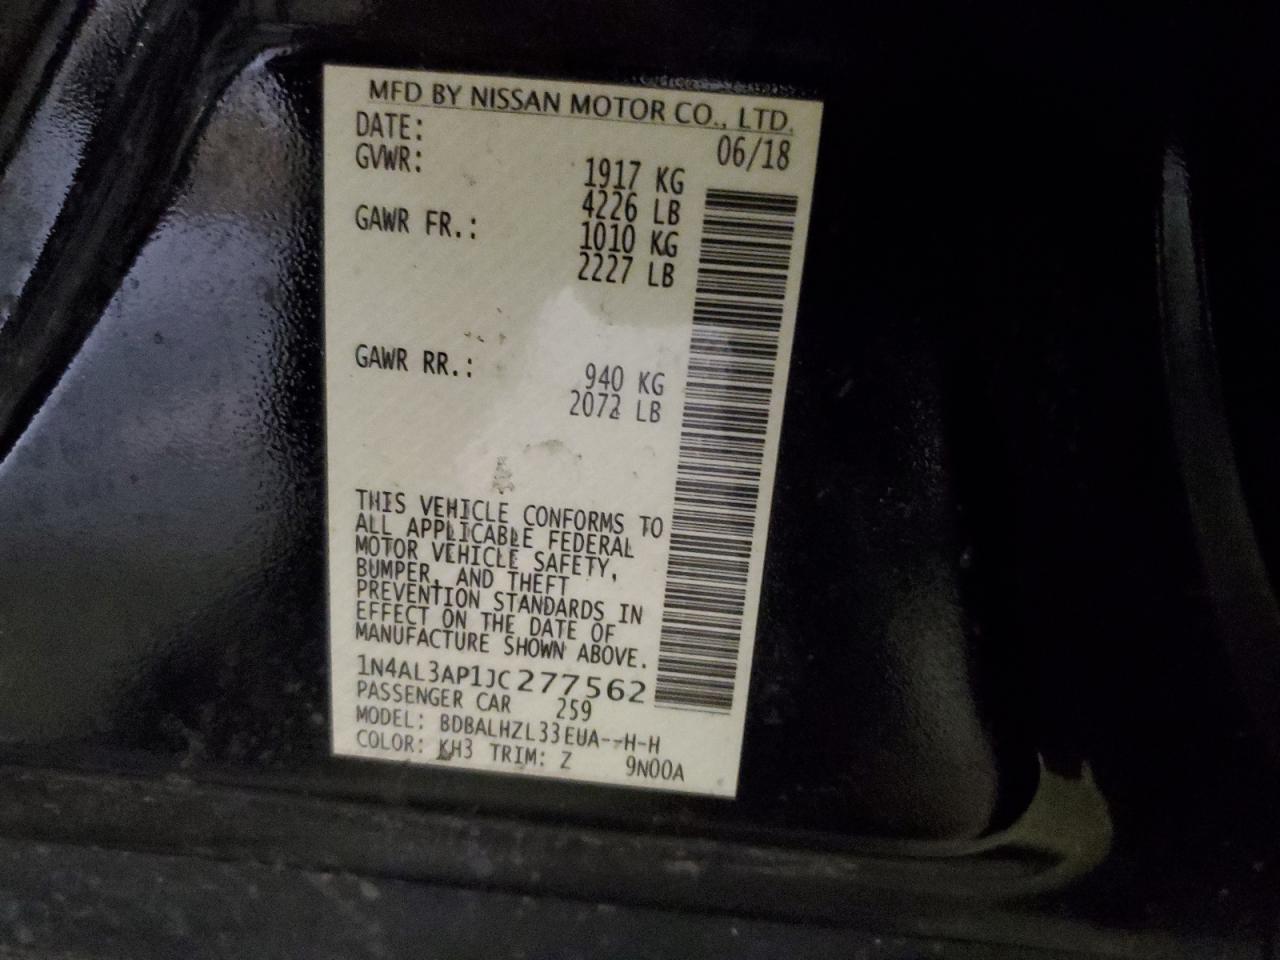 MFD BY NISSAN MOTOR CO., LTD.
DATE: 06/18
GVWR: 1917 KG
4226 LB
GAWR FR.: 1010 KG
2227 LB
GAWR RR.: 940 KG
2072 LB
THIS VEHICLE CONFORMS TO
ALL APPLICABLE FEDERAL
MOTOR VEHICLE SAFETY,
BUMPER, AND THEFT
PREVENTION STANDARDS IN
EFFECT ON THE DATE OF
MANUFACTURE SHOWN ABOVE.
1N4AL3AP1JC277562
PASSENGER CAR 259
MODEL: BDBALHZL33EUA--H-H
COLOR: KH3 TRIM: Z 9N00A